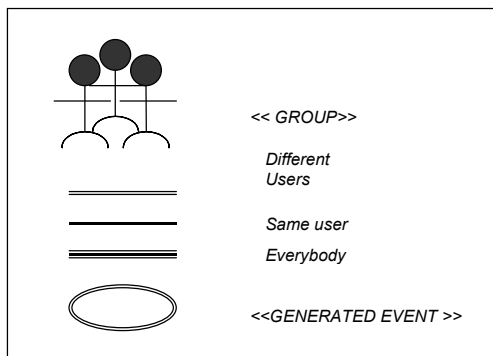 << GROUP>>
Different
Users
Same user
Everybody
<<GENERATED EVENT >>